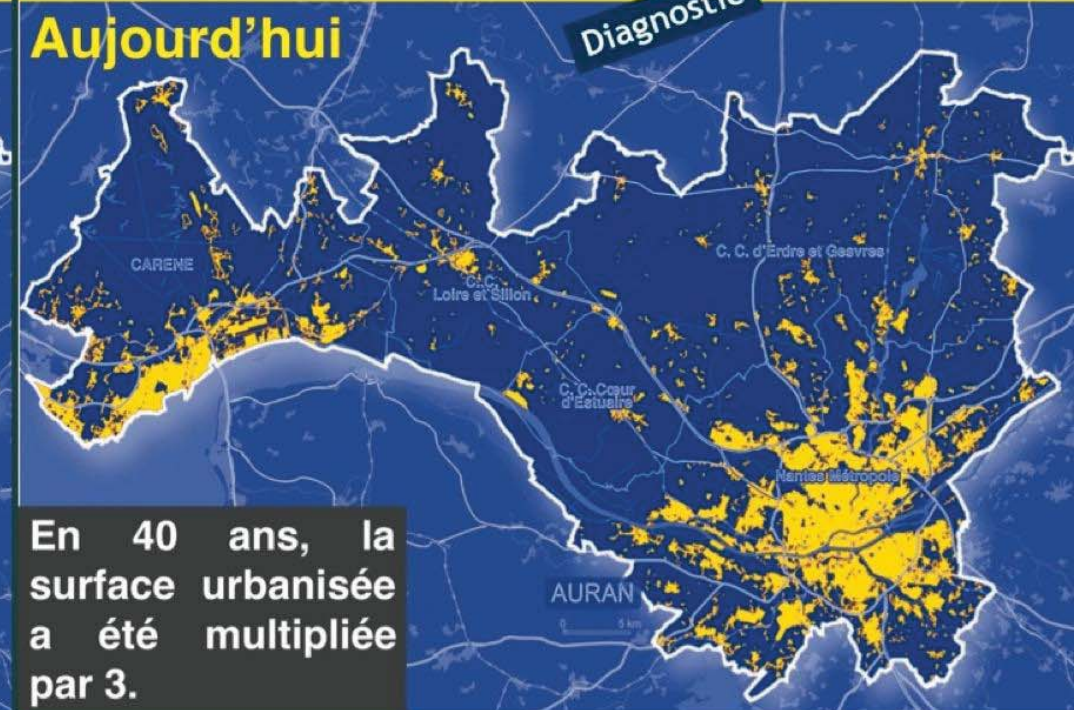 Aujourd'hui
Diagnostic
CARENE
C. C.
Loire et Sillon
C. C. d'Erdre et Gesvres
C. C. Cœur
d'Estuaire
Nantes Métropole
En 40 ans, la
surface urbanisée
a été multipliée
par 3.
AURAN
0 5 km